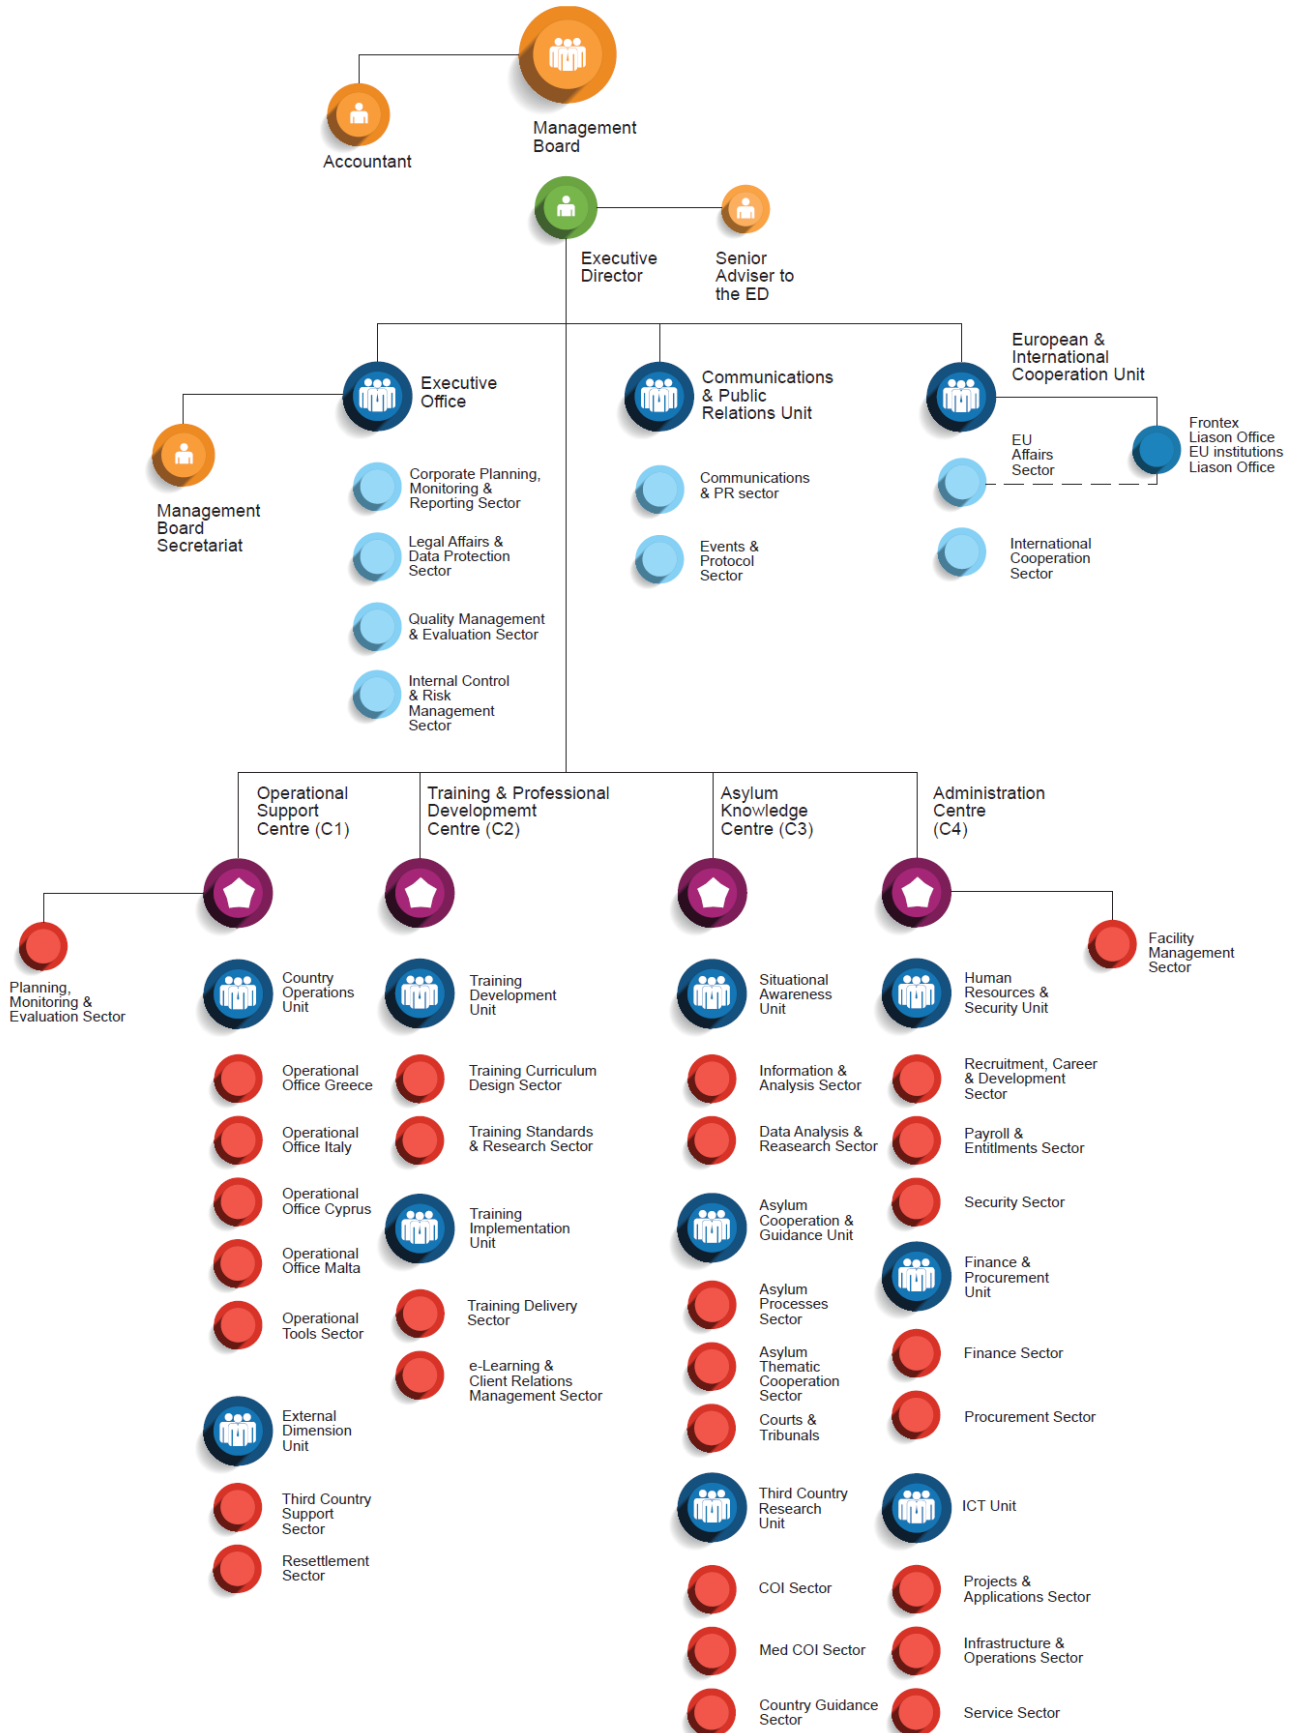 Management
Board
Accountant
Executive
Director
Senior
Adviser to
the ED
Executive
Office
Communications
& Public
Relations Unit
European &
International
Cooperation Unit
Management
Board
Secretariat
Corporate Planning,
Monitoring &
Reporting Sector
Legal Affairs &
Data Protection
Sector
Quality Management
& Evaluation Sector
Internal Control
& Risk
Management
Sector
Communications
& PR sector
Events &
Protocol
Sector
EU
Affairs
Sector
Frontex
Liason Office
EU institutions
Liason Office
International
Cooperation
Sector
Operational
Support
Centre (C1)
Training & Professional
Developmemt
Centre (C2)
Asylum
Knowledge
Centre (C3)
Administration
Centre
(C4)
Planning,
Monitoring &
Evaluation Sector
Country
Operations
Unit
Operational
Office Greece
Operational
Office Italy
Operational
Office Cyprus
Operational
Office Malta
Operational
Tools Sector
External
Dimension
Unit
Third Country
Support
Sector
Resettlement
Sector
Training
Development
Unit
Training Curriculum
Design Sector
Training Standards
& Research Sector
Training
Implementation
Unit
Training Delivery
Sector
e-Learning &
Client Relations
Management Sector
Situational
Awareness
Unit
Information &
Analysis Sector
Data Analysis &
Reasearch Sector
Asylum
Cooperation &
Guidance Unit
Asylum
Processes
Sector
Asylum
Thematic
Cooperation
Sector
Courts &
Tribunals
Third Country
Research
Unit
COI Sector
Med COI Sector
Country Guidance
Sector
Facility
Management
Sector
Human
Resources &
Security Unit
Recruitment, Career
& Development
Sector
Payroll &
Entitlments Sector
Security Sector
Finance &
Procurement
Unit
Finance Sector
Procurement Sector
ICT Unit
Projects &
Applications Sector
Infrastructure &
Operations Sector
Service Sector